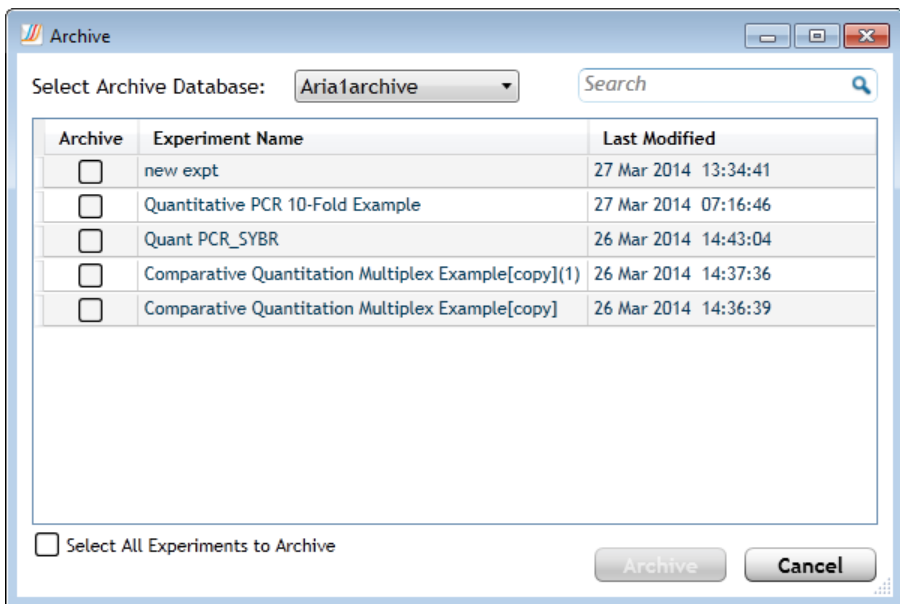 Archive
Select Archive Database: Aria1archive Search
Archive Experiment Name Last Modified
new expt 27 Mar 2014 13:34:41
Quantitative PCR 10-Fold Example 27 Mar 2014 07:16:46
Quant PCR_SYBR 26 Mar 2014 14:43:04
Comparative Quantitation Multiplex Example[copy](1) 26 Mar 2014 14:37:36
Comparative Quantitation Multiplex Example[copy] 26 Mar 2014 14:36:39
Select All Experiments to Archive
Archive Cancel